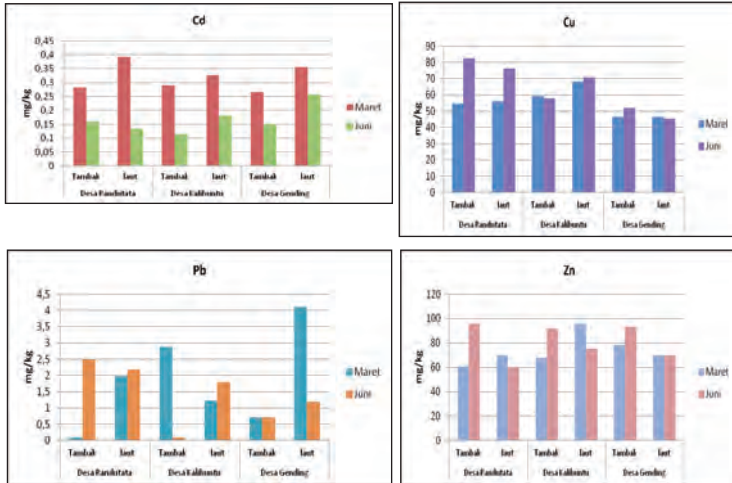 Cd
mg/kg
0,45
0,4
0,35
0,3
0,25
0,2
0,15
0,1
0,05
0
Tambak laut Tambak laut Tambak laut
Desa Randutata Desa Kalibuntu Desa Gending
Maret
Juni
Cu
mg/kg
90
80
70
60
50
40
30
20
10
0
Tambak laut Tambak laut Tambak laut
Desa Randutata Desa Kalibuntu Desa Gending
Maret
Juni
Pb
mg/kg
4,5
4
3,5
3
2,5
2
1,5
1
0,5
0
Tambak laut Tambak laut Tambak laut
Desa Randutata Desa Kalibuntu Desa Gending
Maret
Juni
Zn
mg/kg
120
100
80
60
40
20
0
Tambak laut Tambak laut Tambak laut
Desa Randutata Desa Kalibuntu Desa Gending
Maret
Juni